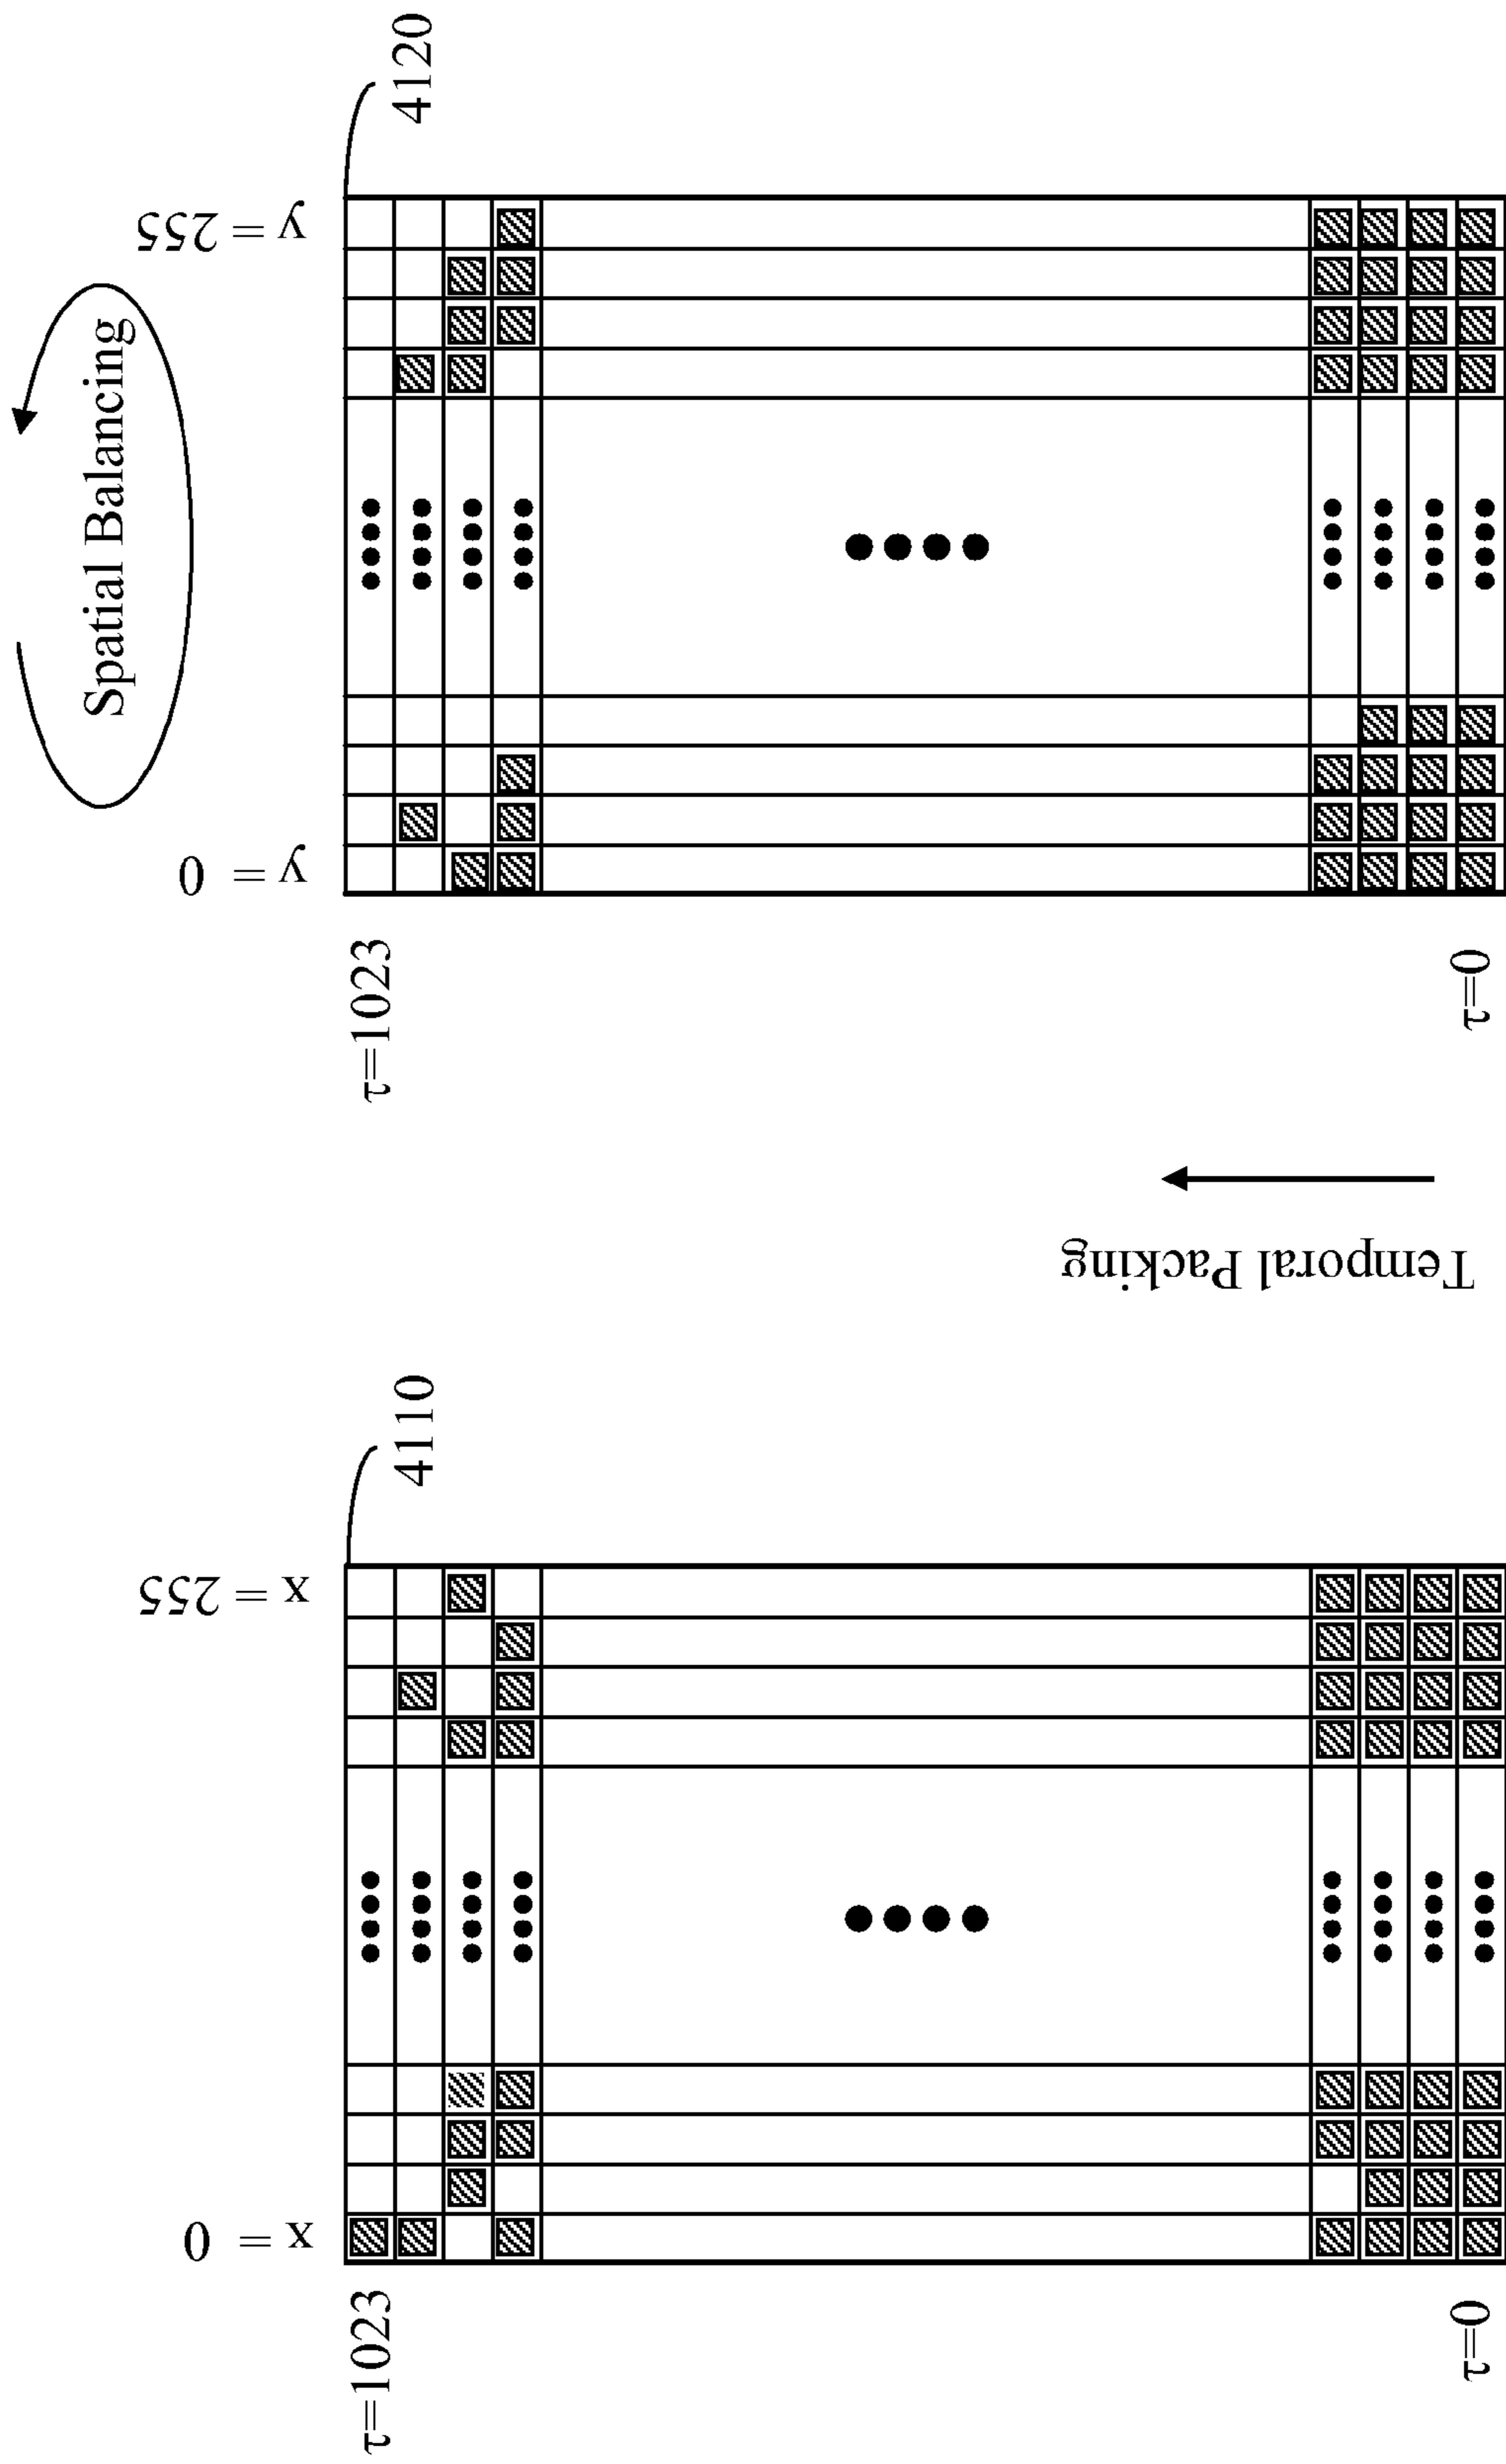 Spatial Balancing
y = 255
4120
y = 0
τ=1023
τ=0
Temporal Packing
x = 255
4110
x = 0
τ=1023
τ=0